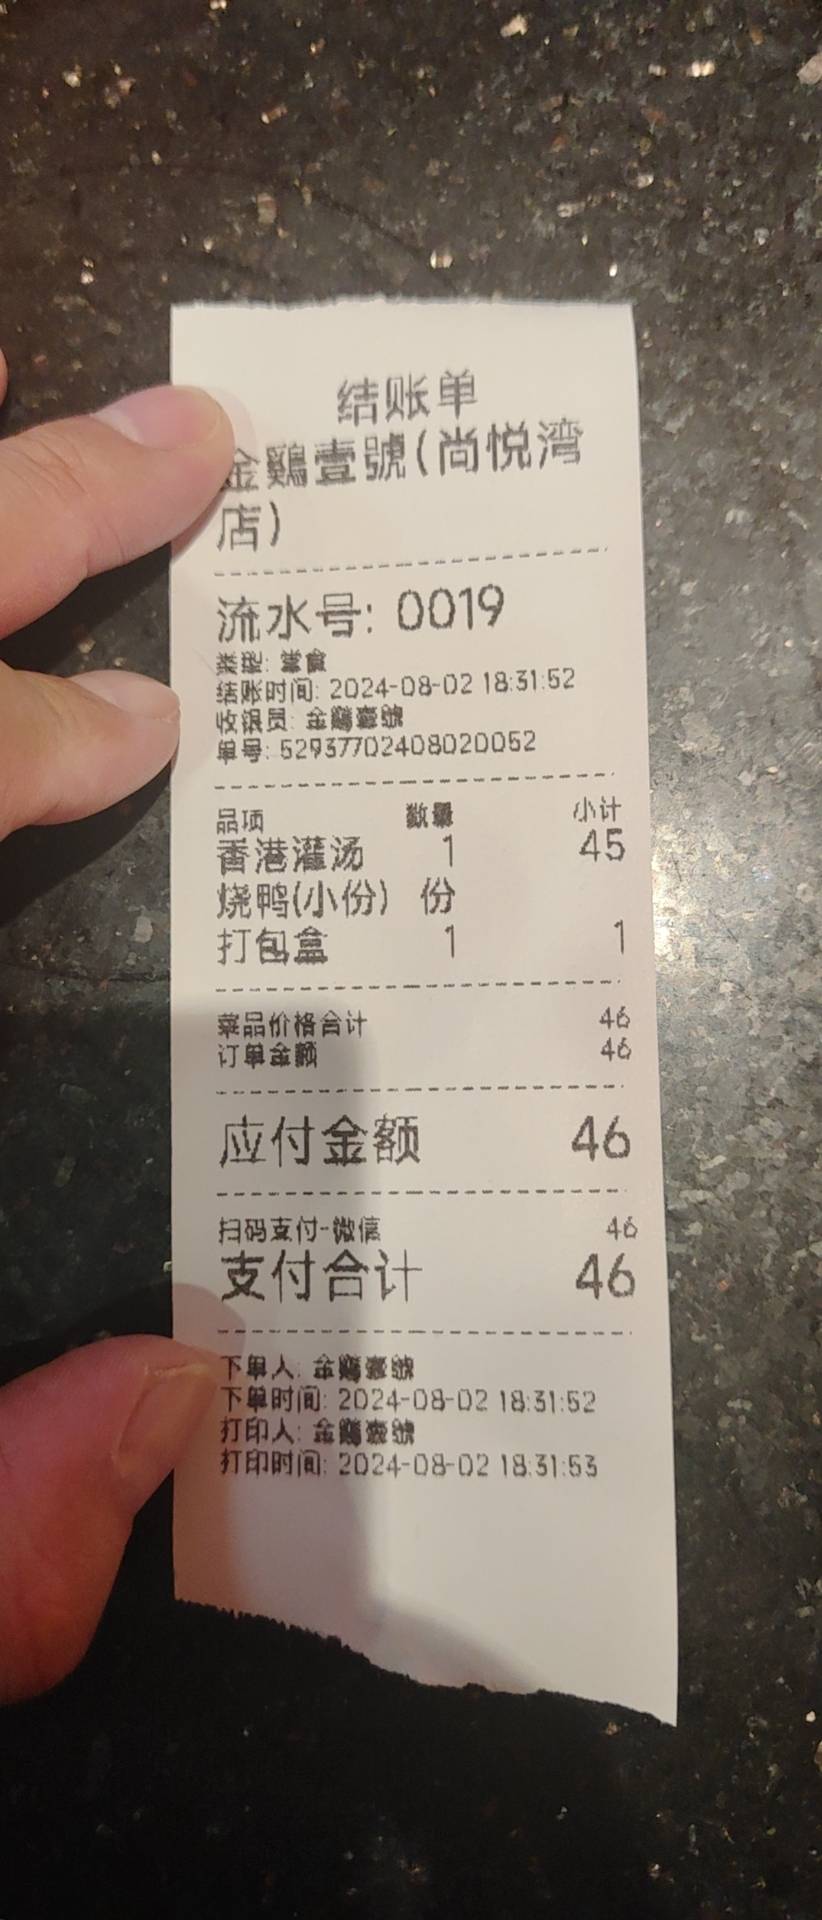 结账单
金鷄壹號(尚悦湾
店)
流水号: 0019
类型: 堂食
结账时间: 2024-08-02 18:31:52
收银员: 金鷄壹號
单号: 529377702408020052
品项 数量 小计
香港灌汤 1 45
烧鸭(小份) 份
打包盒 1 1
菜品价格合计 46
订单金额 46
应付金额 46
扫码支付-微信 46
支付合计 46
下单人: 金鷄壹號
下单时间: 2024-08-02 18:31:52
打印人: 金鷄壹號
打印时间: 2024-08-02 18:31:53